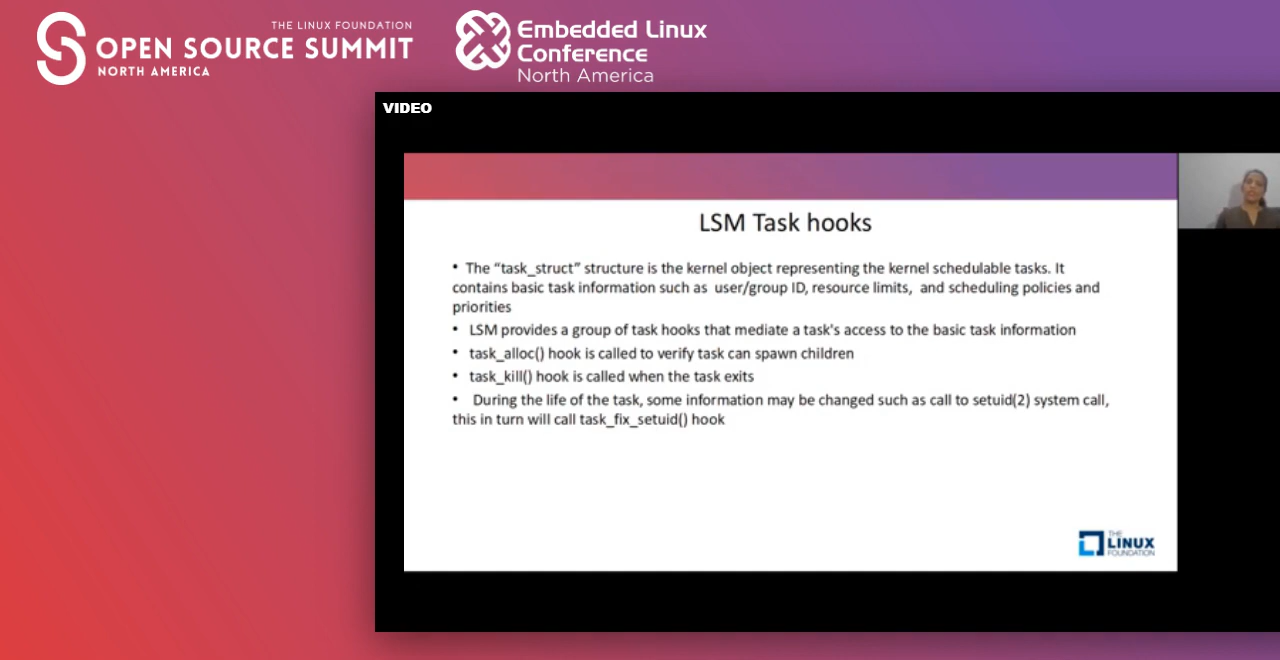 THE LINUX FOUNDATION
OPEN SOURCE SUMMIT
NORTH AMERICA
Embedded Linux
Conference
North America
VIDEO
LSM Task hooks
• The “task_struct” structure is the kernel object representing the kernel schedulable tasks. It
contains basic task information such as user/group ID, resource limits, and scheduling policies and
priorities
• LSM provides a group of task hooks that mediate a task's access to the basic task information
• task_alloc() hook is called to verify task can spawn children
• task_kill() hook is called when the task exits
• During the life of the task, some information may be changed such as call to setuid(2) system call,
this in turn will call task_fix_setuid() hook
THE
LINUX
FOUNDATION